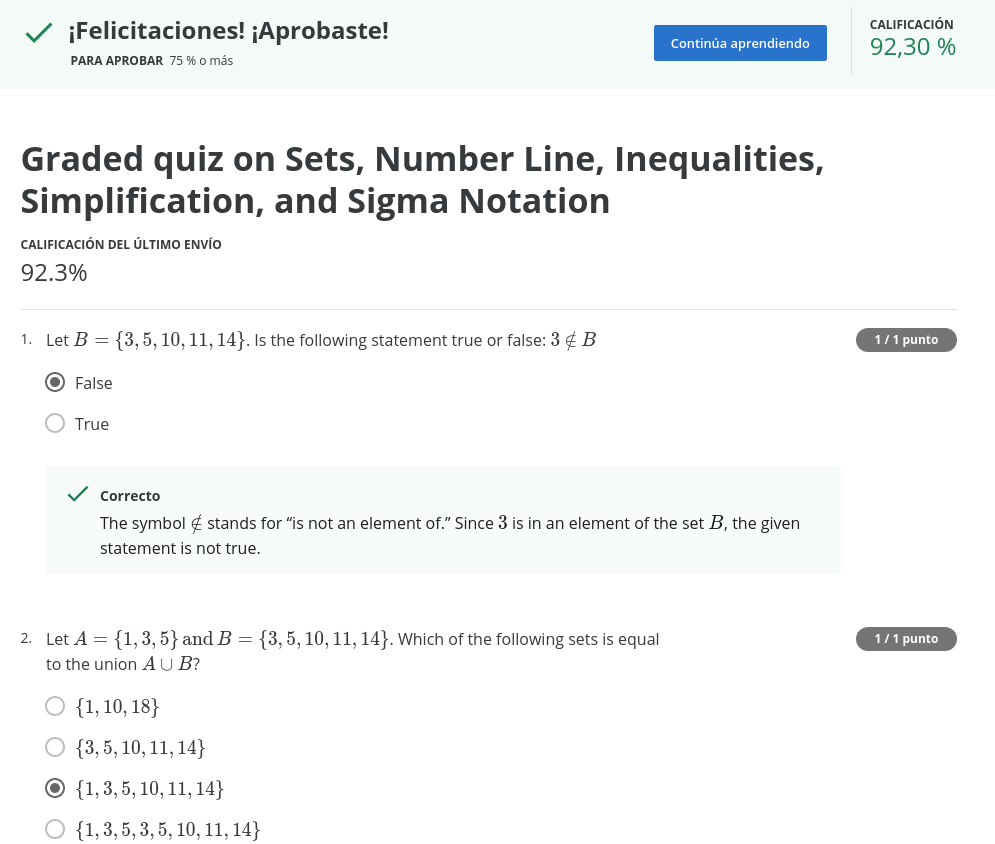 ¡Felicitaciones! ¡Aprobaste!
PARA APROBAR 75 % o más
Continúa aprendiendo
CALIFICACIÓN
92,30 %
Graded quiz on Sets, Number Line, Inequalities,
Simplification, and Sigma Notation
CALIFICACIÓN DEL ÚLTIMO ENVÍO
92.3%
1. Let B = {3, 5, 10, 11, 14}. Is the following statement true or false: 3 ∉ B
1 / 1 punto
False
True
Correcto
The symbol ∉ stands for “is not an element of.” Since 3 is in an element of the set B, the given
statement is not true.
2. Let A = {1, 3, 5} and B = {3, 5, 10, 11, 14}. Which of the following sets is equal
to the union A ∪ B?
1 / 1 punto
{1, 10, 18}
{3, 5, 10, 11, 14}
{1, 3, 5, 10, 11, 14}
{1, 3, 5, 3, 5, 10, 11, 14}